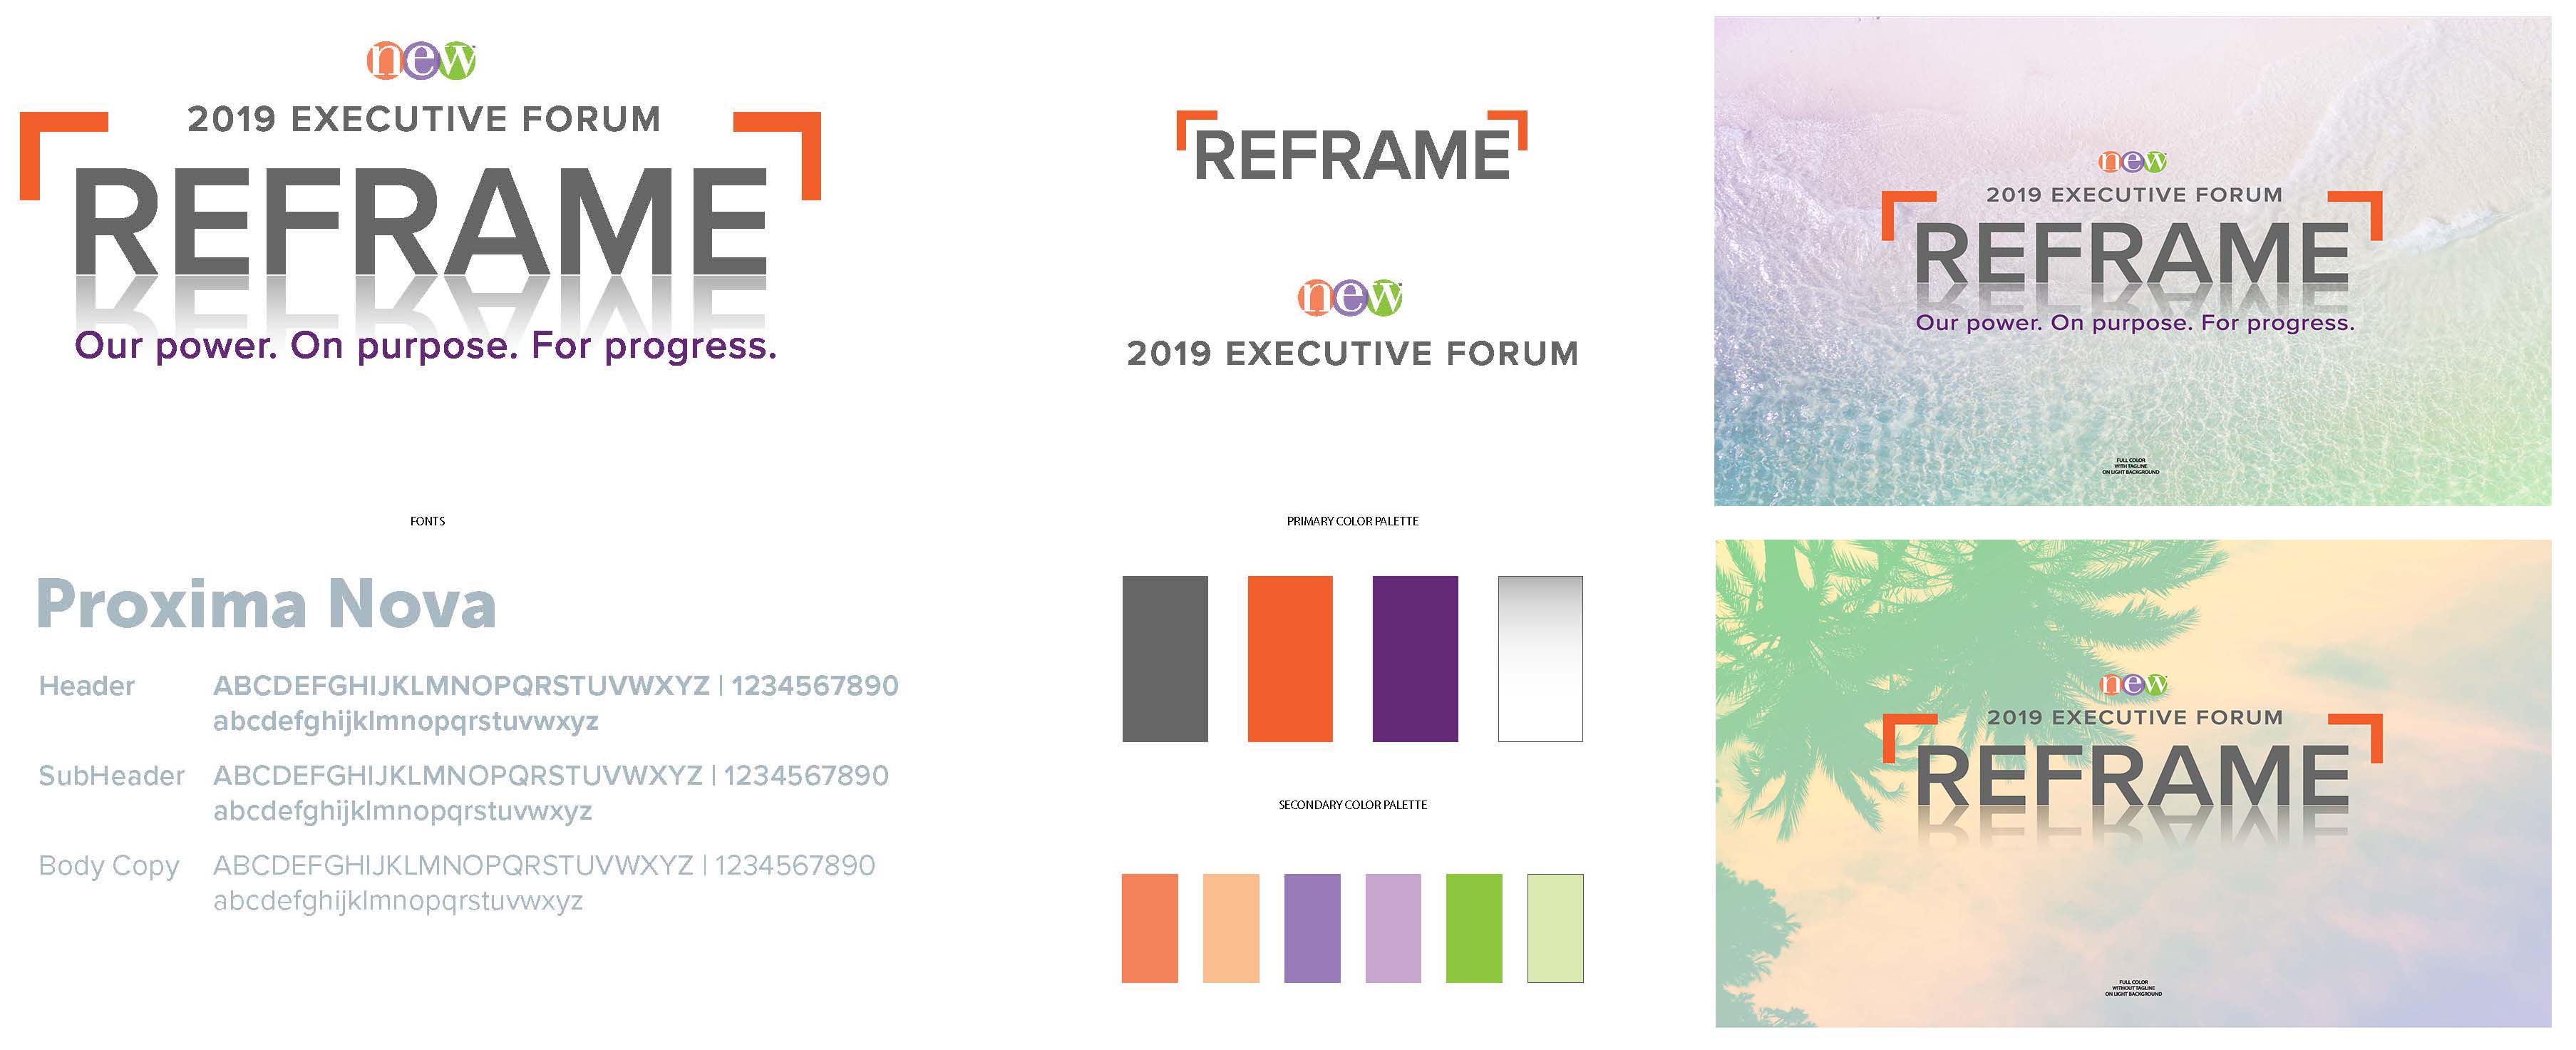 new
2019 EXECUTIVE FORUM
REFRAME
Our power. On purpose. For progress.
REFRAME
new
2019 EXECUTIVE FORUM
new
2019 EXECUTIVE FORUM
REFRAME
Our power. On purpose. For progress.
FULL COLOR
WITH TAGLINE
ON LIGHT BACKGROUND
FONTS
Proxima Nova
Header ABCDEFGHIJKLMNOPQRSTUVWXYZ | 1234567890
abcdefghijklmnopqrstuvwxyz
SubHeader ABCDEFGHIJKLMNOPQRSTUVWXYZ | 1234567890
abcdefghijklmnopqrstuvwxyz
Body Copy ABCDEFGHIJKLMNOPQRSTUVWXYZ | 1234567890
abcdefghijklmnopqrstuvwxyz
PRIMARY COLOR PALETTE
SECONDARY COLOR PALETTE
new
2019 EXECUTIVE FORUM
REFRAME
FULL COLOR
WITHOUT TAGLINE
ON LIGHT BACKGROUND